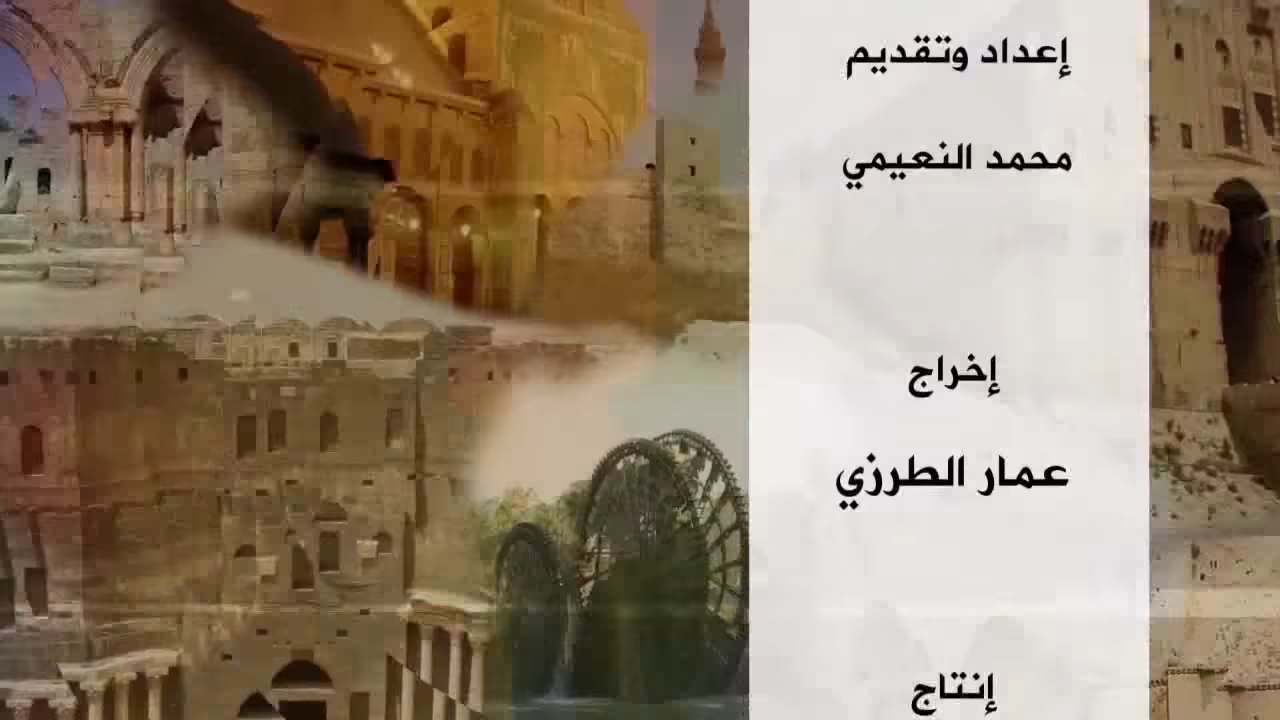 إعداد وتقديم
محمد النعيمي
إخراج
عمار الطرزي
إنتاج